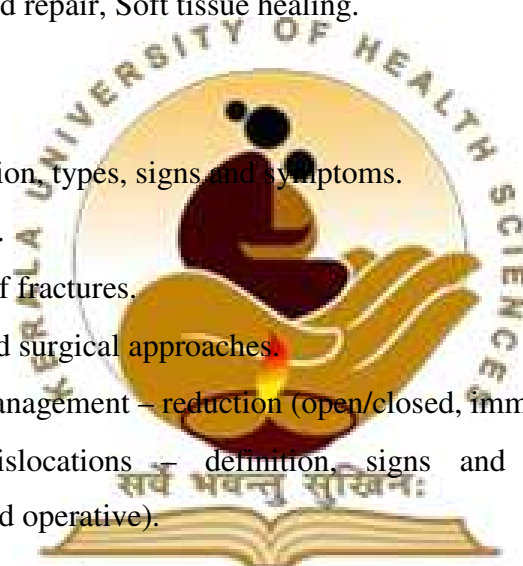 d repair, Soft tissue healing.
KERALA UNIVERSITY OF HEALTH SCIENCES
ion, types, signs and symptoms.
.
f fractures.
d surgical approaches.
anagement – reduction (open/closed, imm
islocations – definition, signs and
सर्वे भवन्तु सुखिनः
d operative).